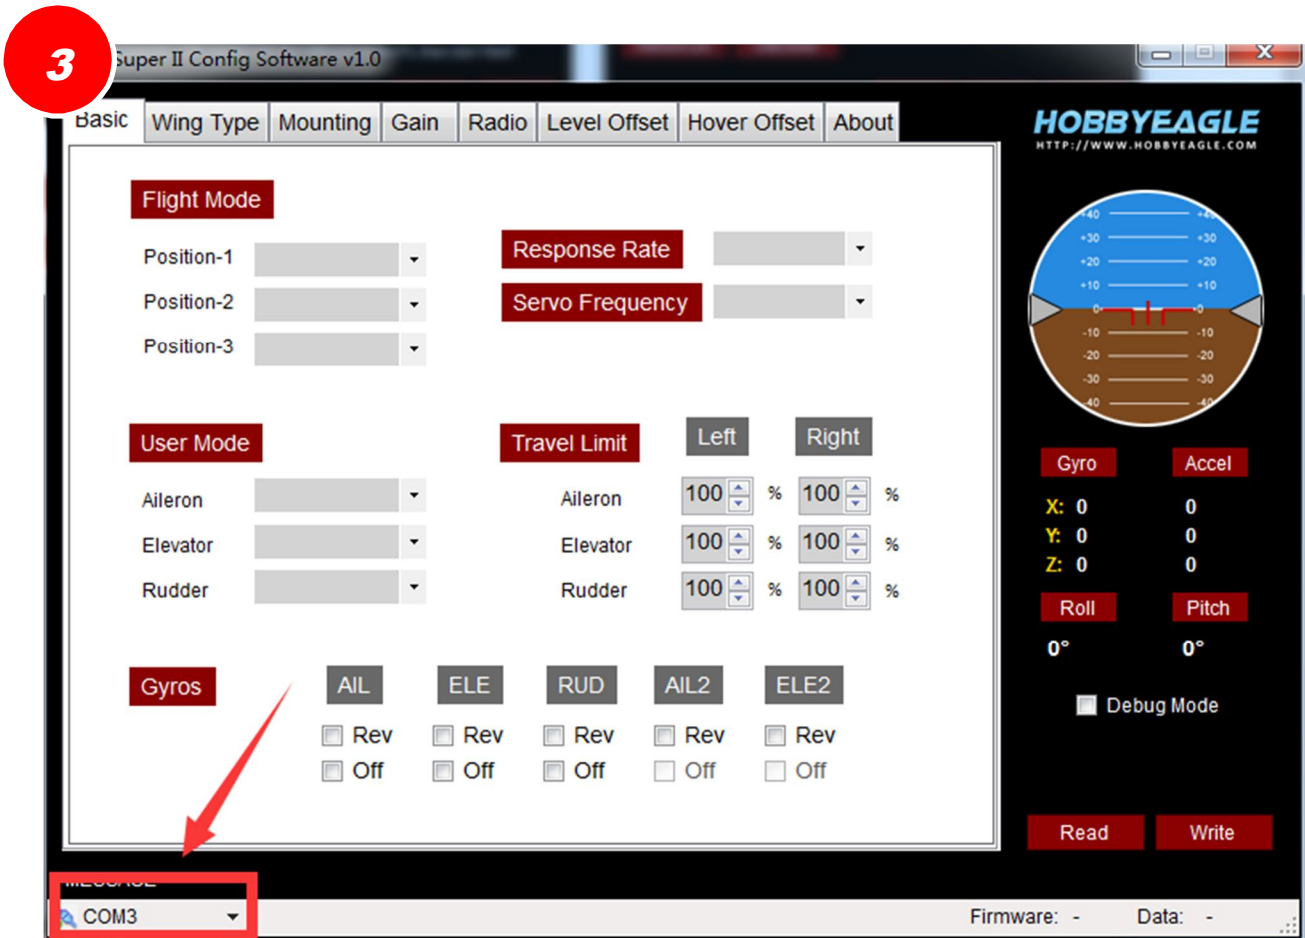 3
Super II Config Software v1.0
Basic Wing Type Mounting Gain Radio Level Offset Hover Offset About
HOBBYEAGLE
HTTP://WWW.HOBBYEAGLE.COM
Flight Mode
Position-1
Position-2
Position-3
Response Rate
Servo Frequency
User Mode
Aileron
Elevator
Rudder
Travel Limit Left Right
Aileron 100 % 100 %
Elevator 100 % 100 %
Rudder 100 % 100 %
Gyros AIL ELE RUD AIL2 ELE2
Rev Rev Rev Rev Rev
Off Off Off Off Off
+40 +40
+30 +30
+20 +20
+10 +10
0 0
-10 -10
-20 -20
-30 -30
-40 -40
Gyro Accel
X: 0 0
Y: 0 0
Z: 0 0
Roll Pitch
0° 0°
Debug Mode
Read Write
MESSAGE
COM3
Firmware: - Data: -